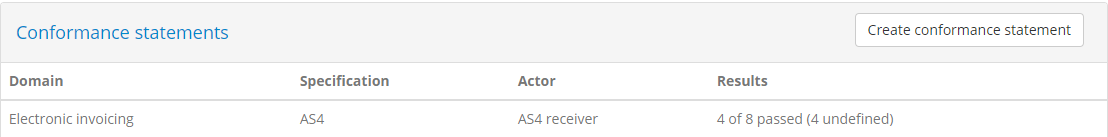 Conformance statements
Create conformance statement
Domain Specification Actor Results
Electronic invoicing AS4 AS4 receiver 4 of 8 passed (4 undefined)